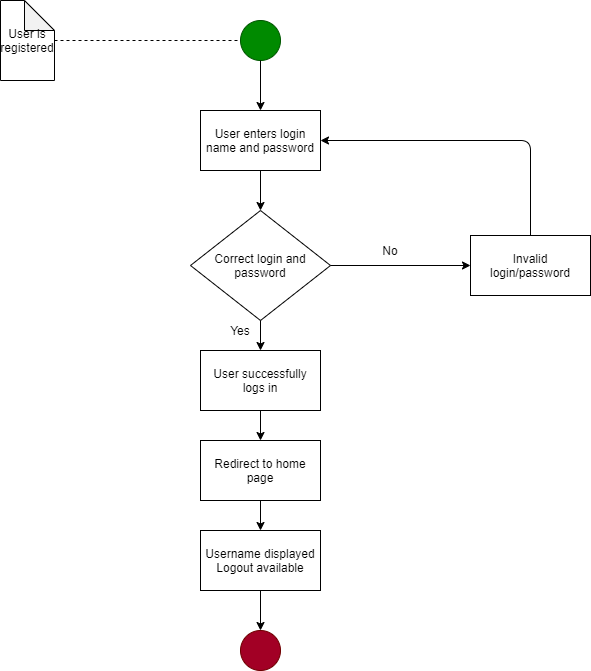 User is
registered
User enters login
name and password
Correct login and
password
No
Invalid
login/password
Yes
User successfully
logs in
Redirect to home
page
Username displayed
Logout available